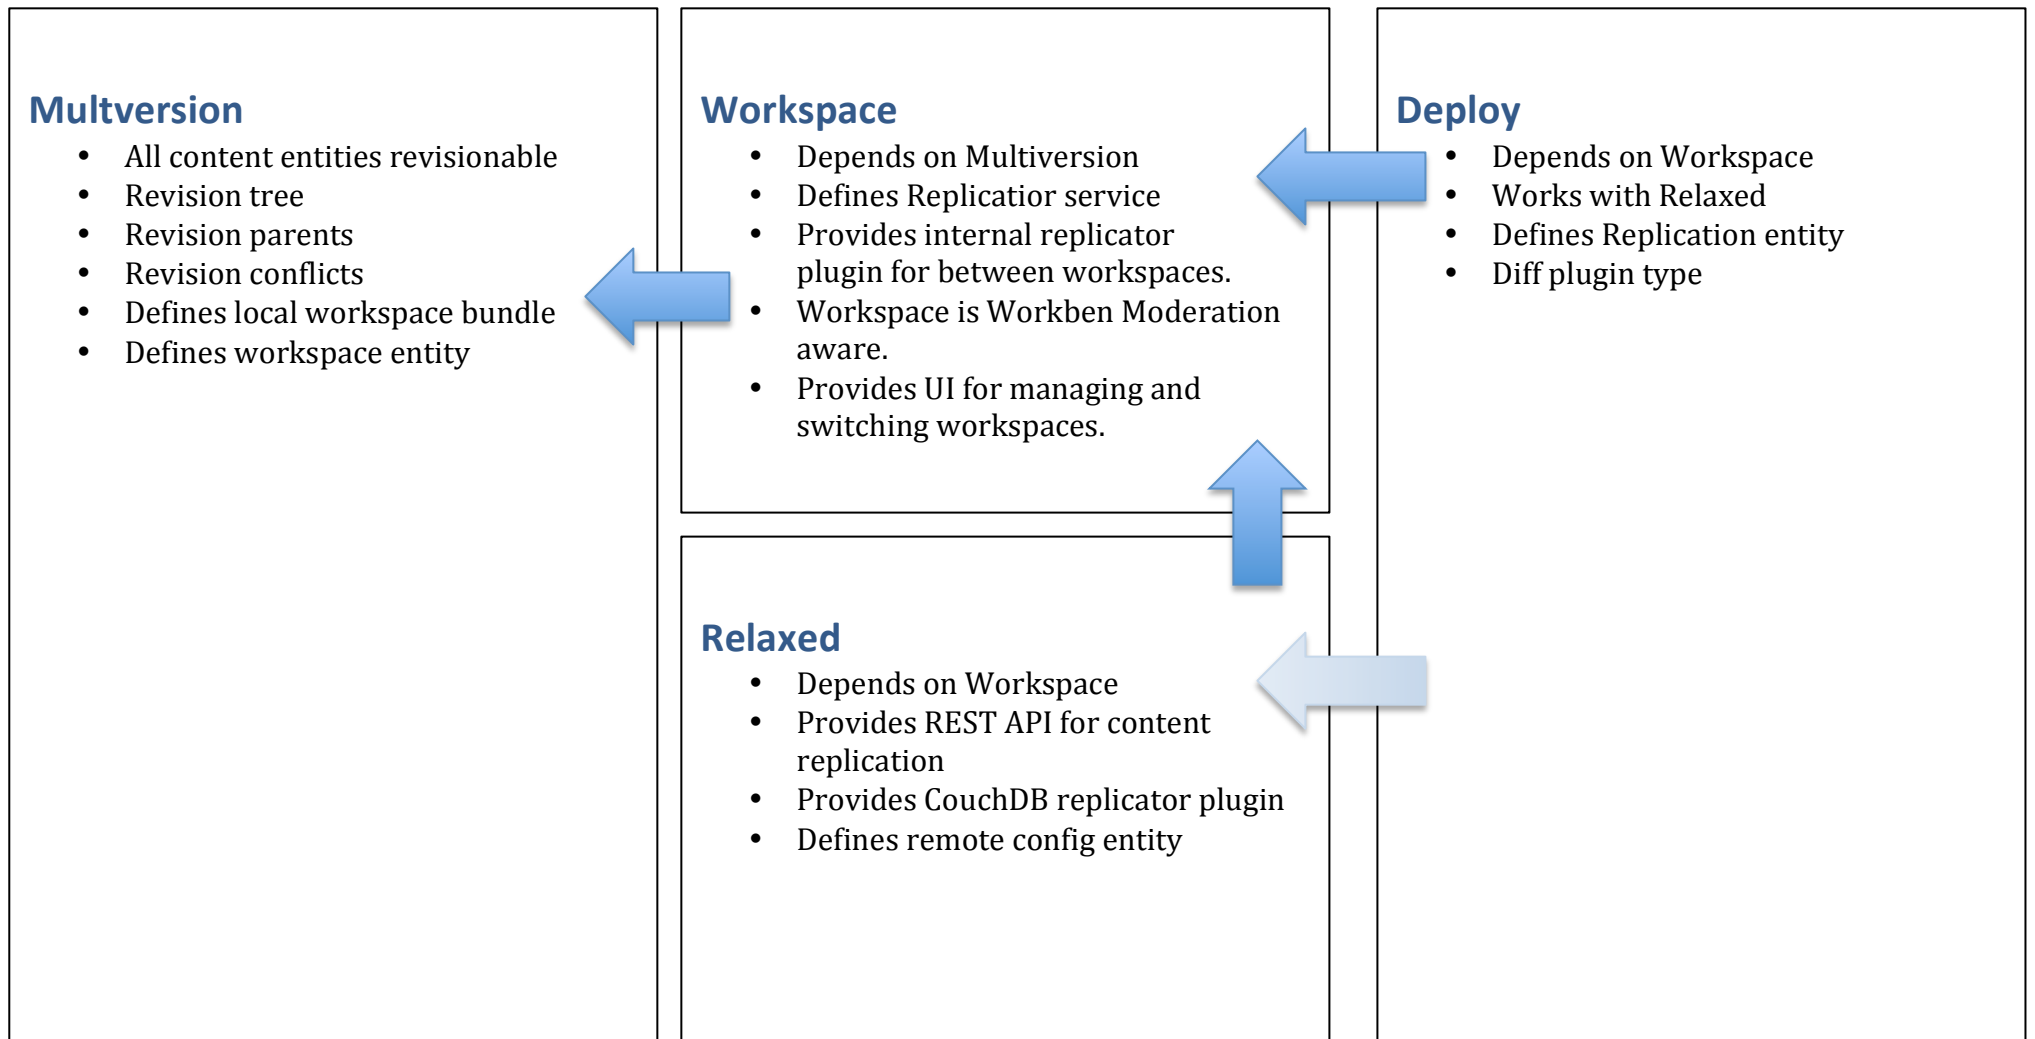 Multversion
• All content entities revisionable
• Revision tree
• Revision parents
• Revision conflicts
• Defines local workspace bundle
• Defines workspace entity
Workspace
• Depends on Multiversion
• Defines Replicatior service
• Provides internal replicator
plugin for between workspaces.
• Workspace is Workben Moderation
aware.
• Provides UI for managing and
switching workspaces.
Relaxed
• Depends on Workspace
• Provides REST API for content
replication
• Provides CouchDB replicator plugin
• Defines remote config entity
Deploy
• Depends on Workspace
• Works with Relaxed
• Defines Replication entity
• Diff plugin type